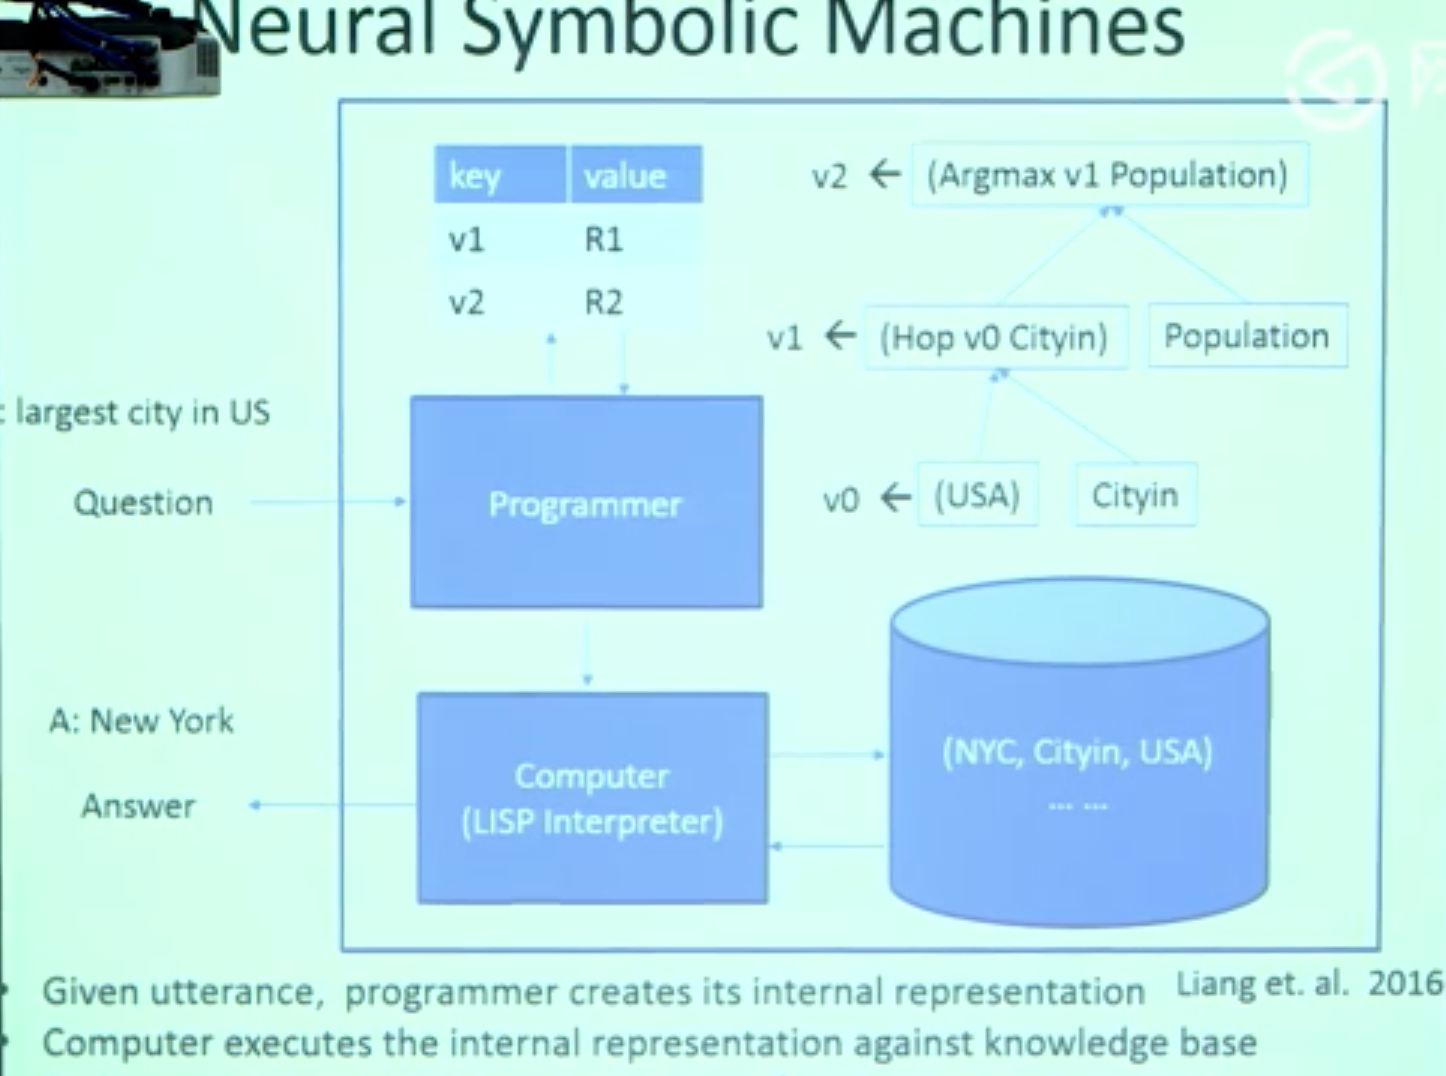 Neural Symbolic Machines
key value
v1 R1
v2 R2
v2 ← (Argmax v1 Population)
v1 ← (Hop v0 Cityin) Population
v0 ← (USA) Cityin
: largest city in US
Question
Programmer
A: New York
Answer
Computer
(LISP Interpreter)
(NYC, Cityin, USA)
... ...
Given utterance, programmer creates its internal representation
Liang et. al. 2016
Computer executes the internal representation against knowledge base